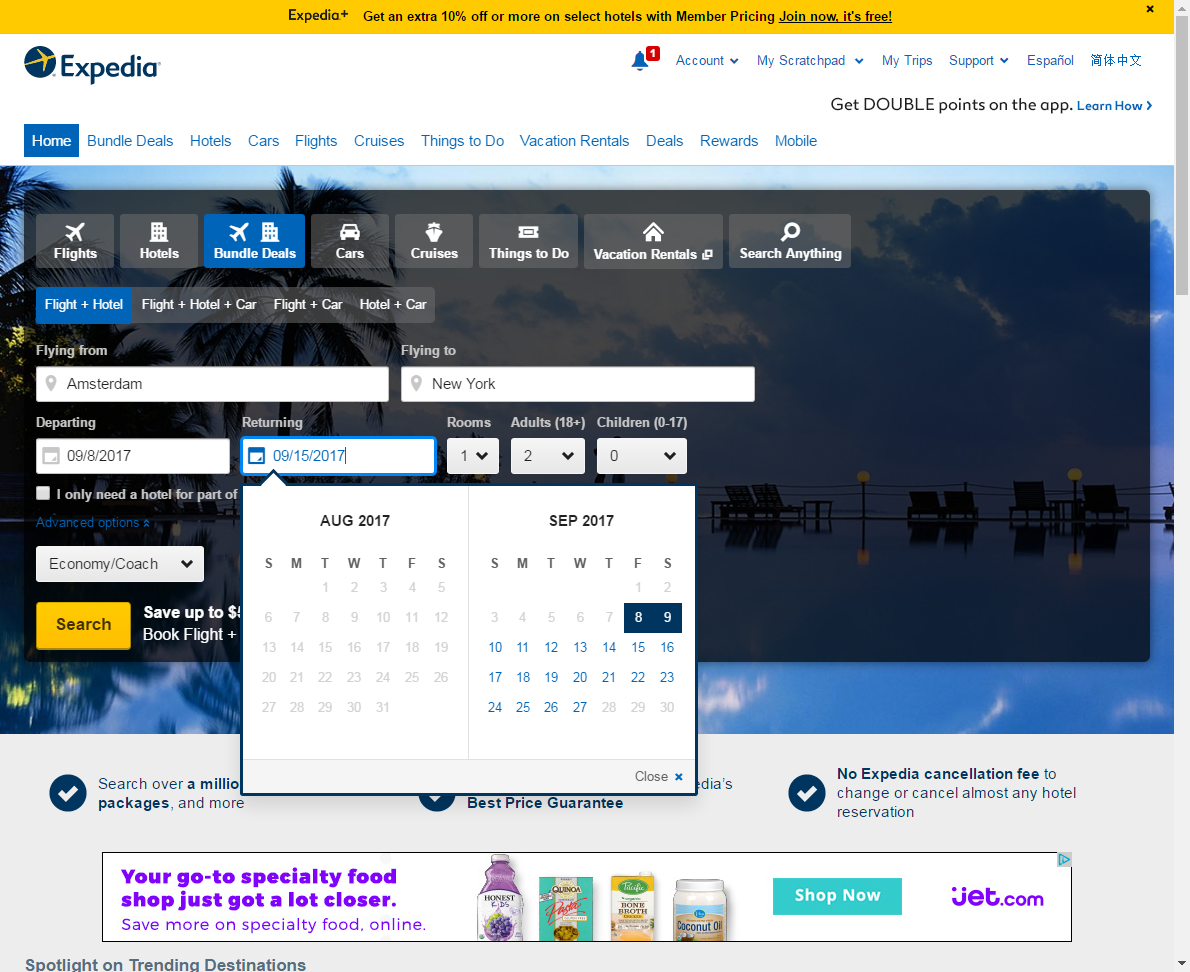 Expedia+ Get an extra 10% off or more on select hotels with Member Pricing Join now, it's free!
Expedia
1 Account My Scratchpad My Trips Support Español 简体中文
Get DOUBLE points on the app. Learn How
Home Bundle Deals Hotels Cars Flights Cruises Things to Do Vacation Rentals Deals Rewards Mobile
Flights Hotels Bundle Deals Cars Cruises Things to Do Vacation Rentals Search Anything
Flight + Hotel Flight + Hotel + Car Flight + Car Hotel + Car
Flying from Flying to
Amsterdam New York
Departing Returning Rooms Adults (18+) Children (0-17)
09/8/2017 09/15/2017 1 2 0
I only need a hotel for part of
Advanced options
Economy/Coach
Search
Save up to $
Book Flight +
AUG 2017
S M T W T F S
1 2 3 4 5
6 7 8 9 10 11 12
13 14 15 16 17 18 19
20 21 22 23 24 25 26
27 28 29 30 31
SEP 2017
S M T W T F S
1 2
3 4 5 6 7 8 9
10 11 12 13 14 15 16
17 18 19 20 21 22 23
24 25 26 27 28 29 30
Close ×
Search over a millio
packages, and more
edia's
Best Price Guarantee
No Expedia cancellation fee to
change or cancel almost any hotel
reservation
Your go-to specialty food
shop just got a lot closer.
Save more on specialty food, online.
HONEST
KIDS
QUINOA
Pasta
Pacific
BONE
BROTH
Coconut Oil
Shop Now
jet.com
Spotlight on Trending Destinations